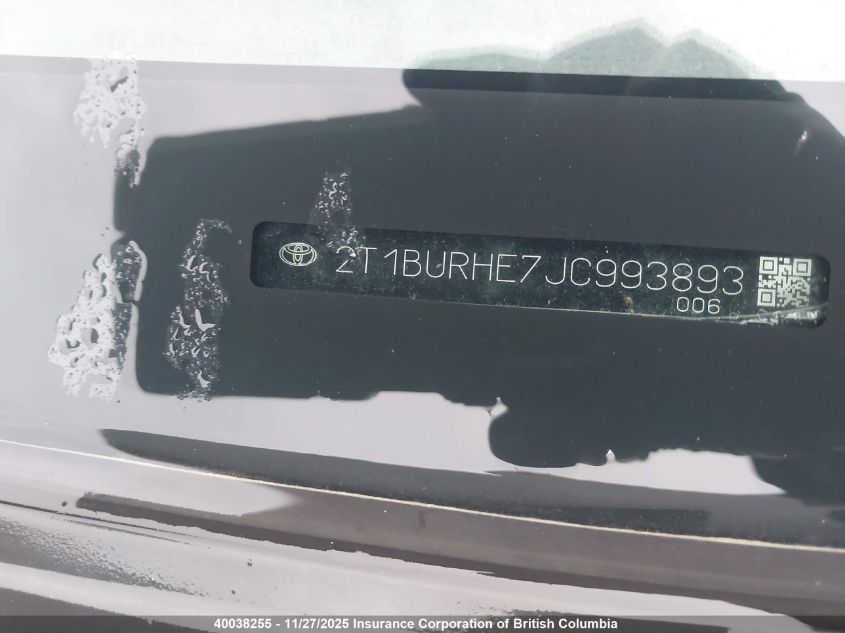 2T1BURHE7JC993893
006
40038255 - 11/27/2025 Insurance Corporation of British Columbia